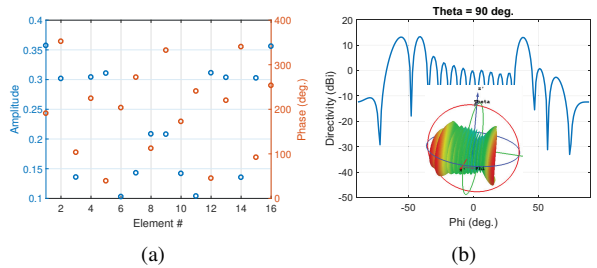 Theta = 90 deg.
0.4
0.35
0.3
0.25
0.2
0.15
0.1
Amplitude
400
300
200
100
0
Phase (deg.)
2 4 6 8 10 12 14 16
Element #
(a)
20
10
0
-10
-20
-30
-40
-50
Directivity (dBi)
-50 0 50
Phi (deg.)
(b)